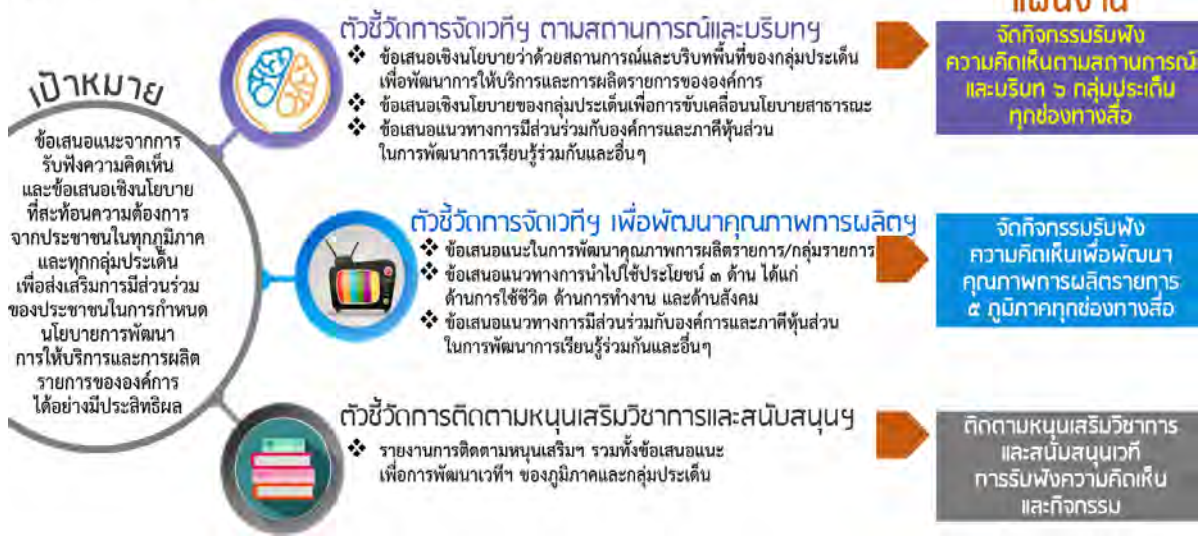 เป้าหมาย
ข้อเสนอแนะจากการ
รับฟังความคิดเห็น
และข้อเสนอเชิงนโยบาย
ที่สะท้อนความต้องการ
จากประชาชนในทุกภูมิภาค
และทุกกลุ่มประเด็น
เพื่อส่งเสริมการมีส่วนร่วม
ของประชาชนในการกำหนด
นโยบายการพัฒนา
การให้บริการและการผลิต
รายการขององค์การ
ได้อย่างมีประสิทธิผล
ตัวชี้วัดการจัดเวทีฯ ตามสถานการณ์และบริบทฯ
❖ ข้อเสนอเชิงนโยบายว่าด้วยสถานการณ์และบริบทพื้นที่ของกลุ่มประเด็น
เพื่อพัฒนาการให้บริการและการผลิตรายการขององค์การ
❖ ข้อเสนอเชิงนโยบายของกลุ่มประเด็นเพื่อการขับเคลื่อนนโยบายสาธารณะ
❖ ข้อเสนอแนวทางการมีส่วนร่วมกับองค์การและภาคีหุ้นส่วน
ในการพัฒนาการเรียนรู้ร่วมกันและอื่นๆ
แผนงาน
จัดกิจกรรมรับฟัง
ความคิดเห็นตามสถานการณ์
และบริบท ๖ กลุ่มประเด็น
ทุกช่องทางสื่อ
ตัวชี้วัดการจัดเวทีฯ เพื่อพัฒนาคุณภาพการผลิตฯ
❖ ข้อเสนอแนะในการพัฒนาคุณภาพการผลิตรายการ/กลุ่มรายการ
❖ ข้อเสนอแนวทางการนำไปใช้ประโยชน์ ๓ ด้าน ได้แก่
ด้านการใช้ชีวิต ด้านการทำงาน และด้านสังคม
❖ ข้อเสนอแนวทางการมีส่วนร่วมกับองค์การและภาคีหุ้นส่วน
ในการพัฒนาการเรียนรู้ร่วมกันและอื่นๆ
จัดกิจกรรมรับฟัง
ความคิดเห็นเพื่อพัฒนา
คุณภาพการผลิตรายการ
๕ ภูมิภาคทุกช่องทางสื่อ
ตัวชี้วัดการติดตามหนุนเสริมวิชาการและสนับสนุนฯ
❖ รายงานการติดตามหนุนเสริมฯ รวมทั้งข้อเสนอแนะ
เพื่อการพัฒนาเวทีฯ ของภูมิภาคและกลุ่มประเด็น
ติดตามหนุนเสริมวิชาการ
และสนับสนุนเวที
การรับฟังความคิดเห็น
และกิจกรรม